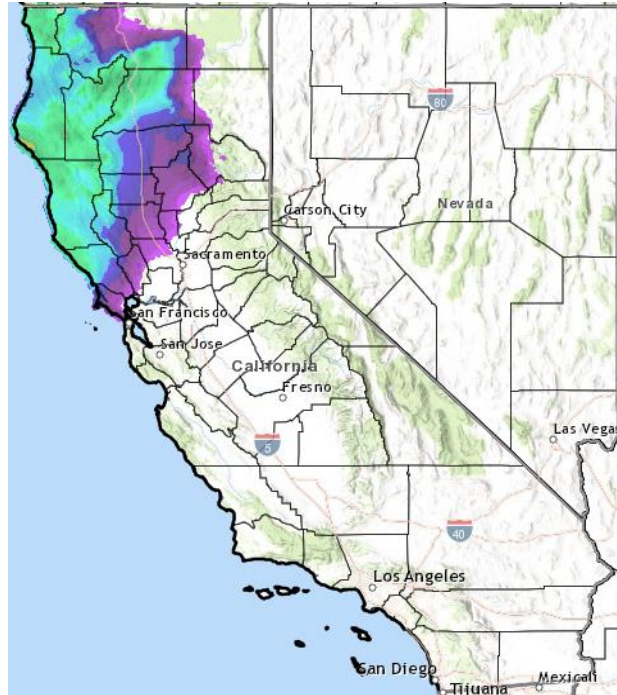 80
Nevada
Carson City
Sacramento
San Francisco
San Jose
California
Fresno
5
Las Vegas
40
Los Angeles
San Diego
Tijuana
Mexicali